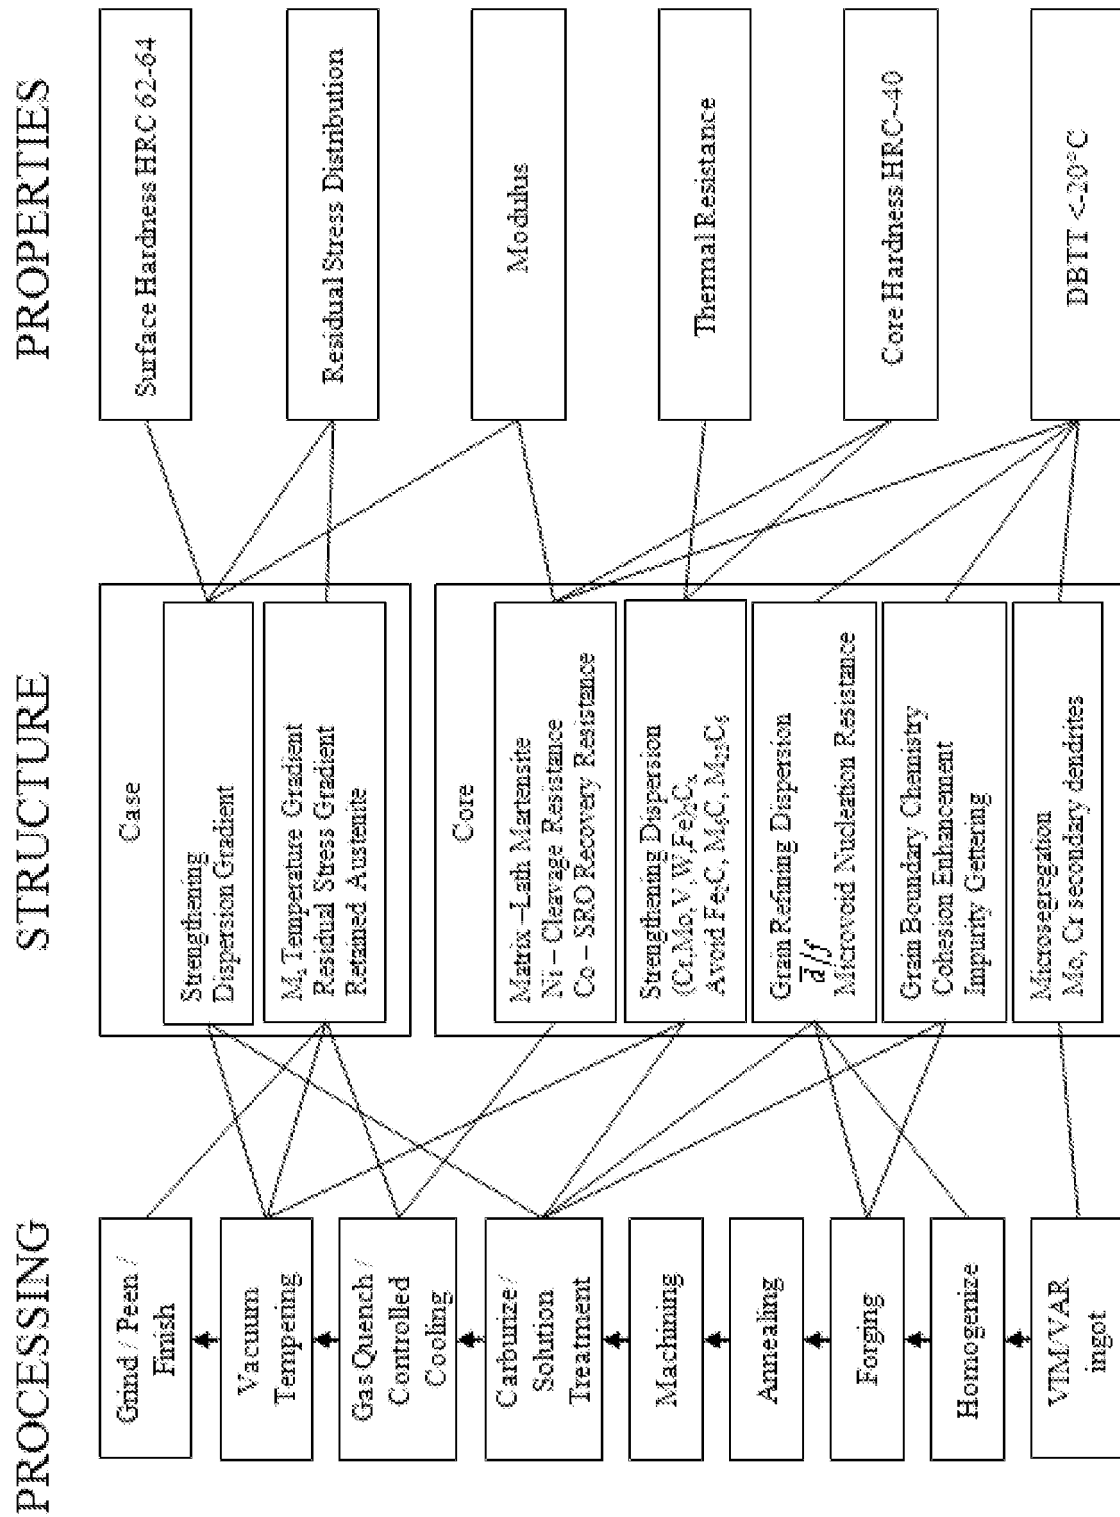 PROCESSING
Grind / Peen /
Finish
Vacuum
Tempering
Gas Quench /
Controlled
Cooling
Carburize /
Solution
Treatment
Machining
Annealing
Forging
Homogenize
VIM/VAR
ingot
STRUCTURE
Case
Strengthening
Dispersion Gradient
Mₛ Temperature Gradient
Residual Stress Gradient
Retained Austenite
Core
Matrix –Lath Martensite
Ni – Cleavage Resistance
Co – SRO Recovery Resistance
Strengthening Dispersion
(Cr,Mo,V,W,Fe)₂Cₓ
Avoid Fe₃C, M₆C, M₂₃C₆
Grain Refining Dispersion
d̅/f
Microvoid Nucleation Resistance
Grain Boundary Chemistry
Cohesion Enhancement
Impurity Gettering
Microsegregation
Mo, Cr secondary dendrites
PROPERTIES
Surface Hardness HRC 62-64
Residual Stress Distribution
Modulus
Thermal Resistance
Core Hardness HRC~40
DBTT <-20°C